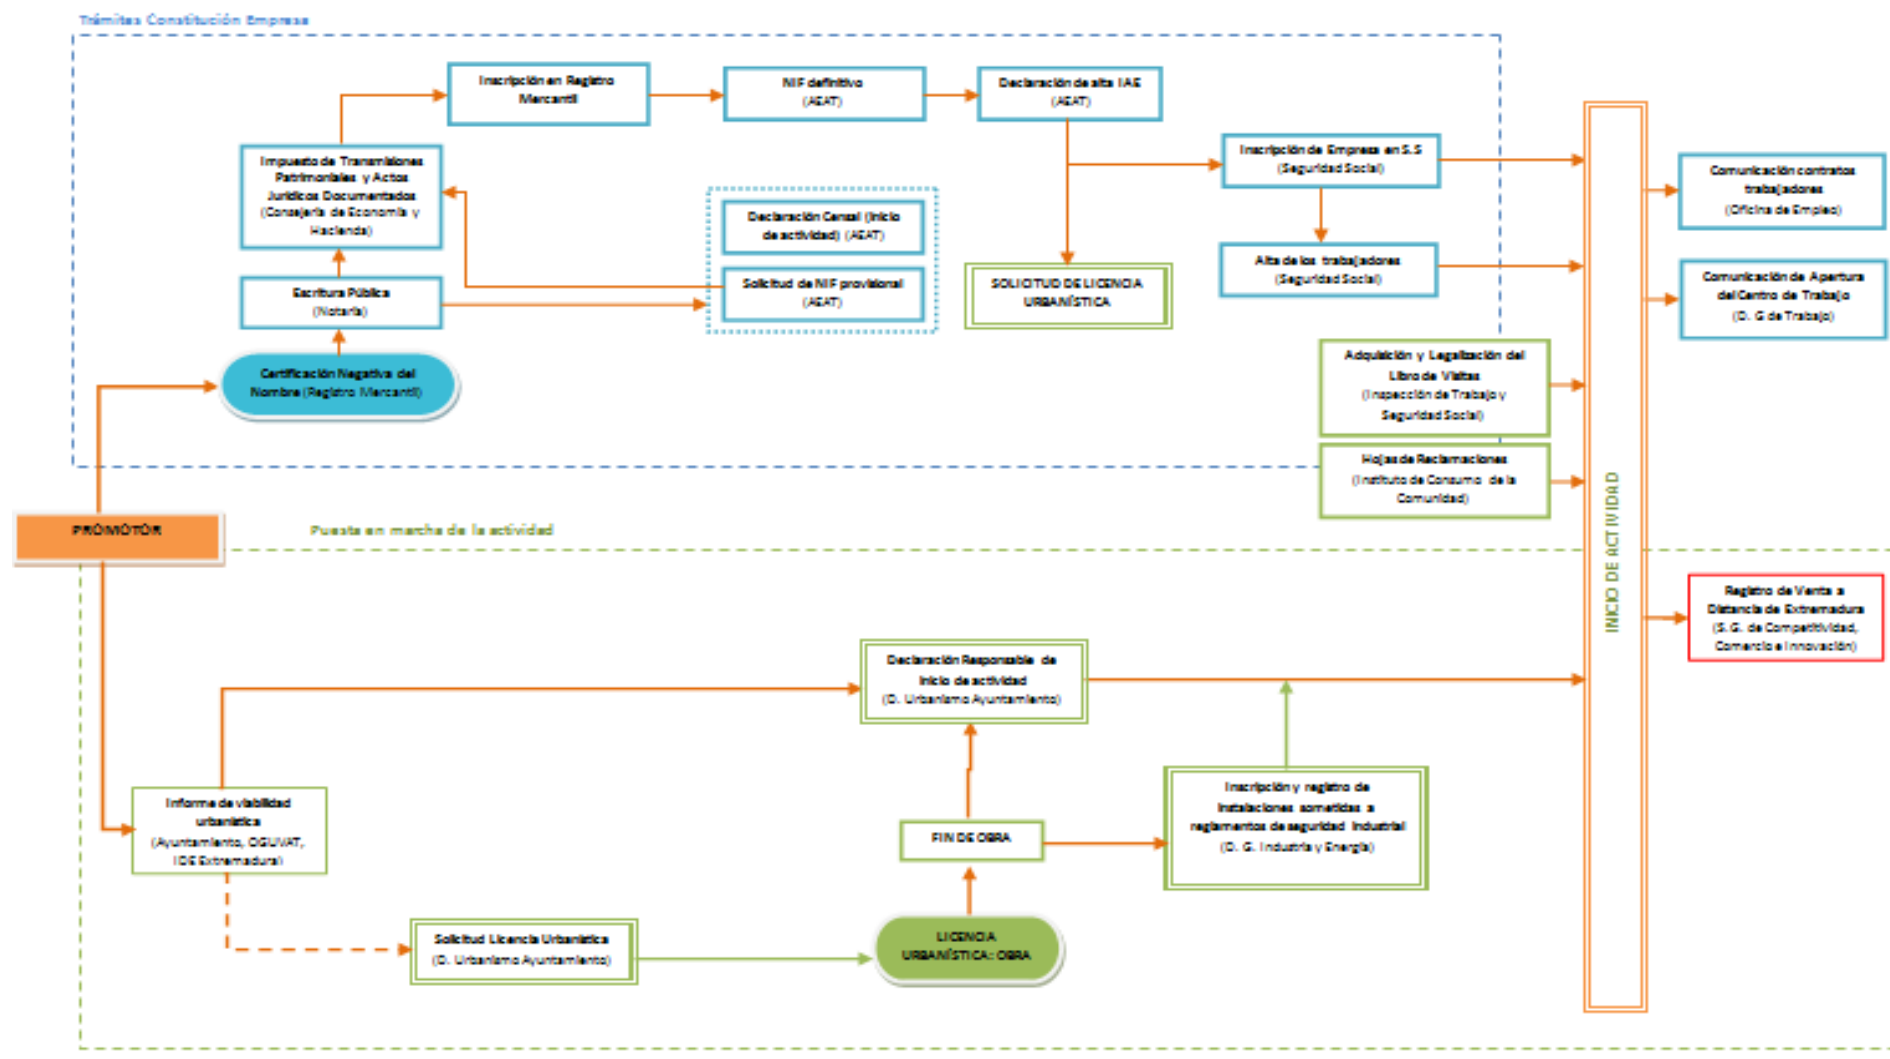 Trámites Constitución Empresa
Inscripción en Registro
Mercantil
NIF definitivo
(AEAT)
Declaración de alta IAE
(AEAT)
Impuesto de Transmisiones
Patrimoniales y Actos
Jurídicos Documentados
(Consejería de Economía y
Hacienda)
Inscripción de Empresa en S.S
(Seguridad Social)
Comunicación contratos
trabajadores
(Oficina de Empleo)
Declaración Censal (Inicio
de actividad) (AEAT)
Alta de los trabajadores
(Seguridad Social)
Escritura Pública
(Notaría)
Solicitud de NIF provisional
(AEAT)
SOLICITUD DE LICENCIA
URBANÍSTICA
Comunicación de Apertura
del Centro de Trabajo
(D. G de Trabajo)
Certificación Negativa del
Nombre (Registro Mercantil)
Adquisición y Legalización del
Libro de Visitas
(Inspección de Trabajo y
Seguridad Social)
Hojas de Reclamaciones
(Instituto de Consumo de la
Comunidad)
PROMOTOR
Puesta en marcha de la actividad
INICIO DE ACTIVIDAD
Registro de Venta a
Distancia de Extremadura
(S.G. de Competitividad,
Comercio e Innovación)
Declaración Responsable de
Inicio de actividad
(D. Urbanismo Ayuntamiento)
Informe de viabilidad
urbanística
(Ayuntamiento, OGUVAT,
IDE Extremadura)
FIN DE OBRA
Inscripción y registro de
Instalaciones sometidas a
reglamentos de seguridad Industrial
(D. G. Industria y Energía)
Solicitud Licencia Urbanística
(D. Urbanismo Ayuntamiento)
LICENCIA
URBANÍSTICA: OBRA